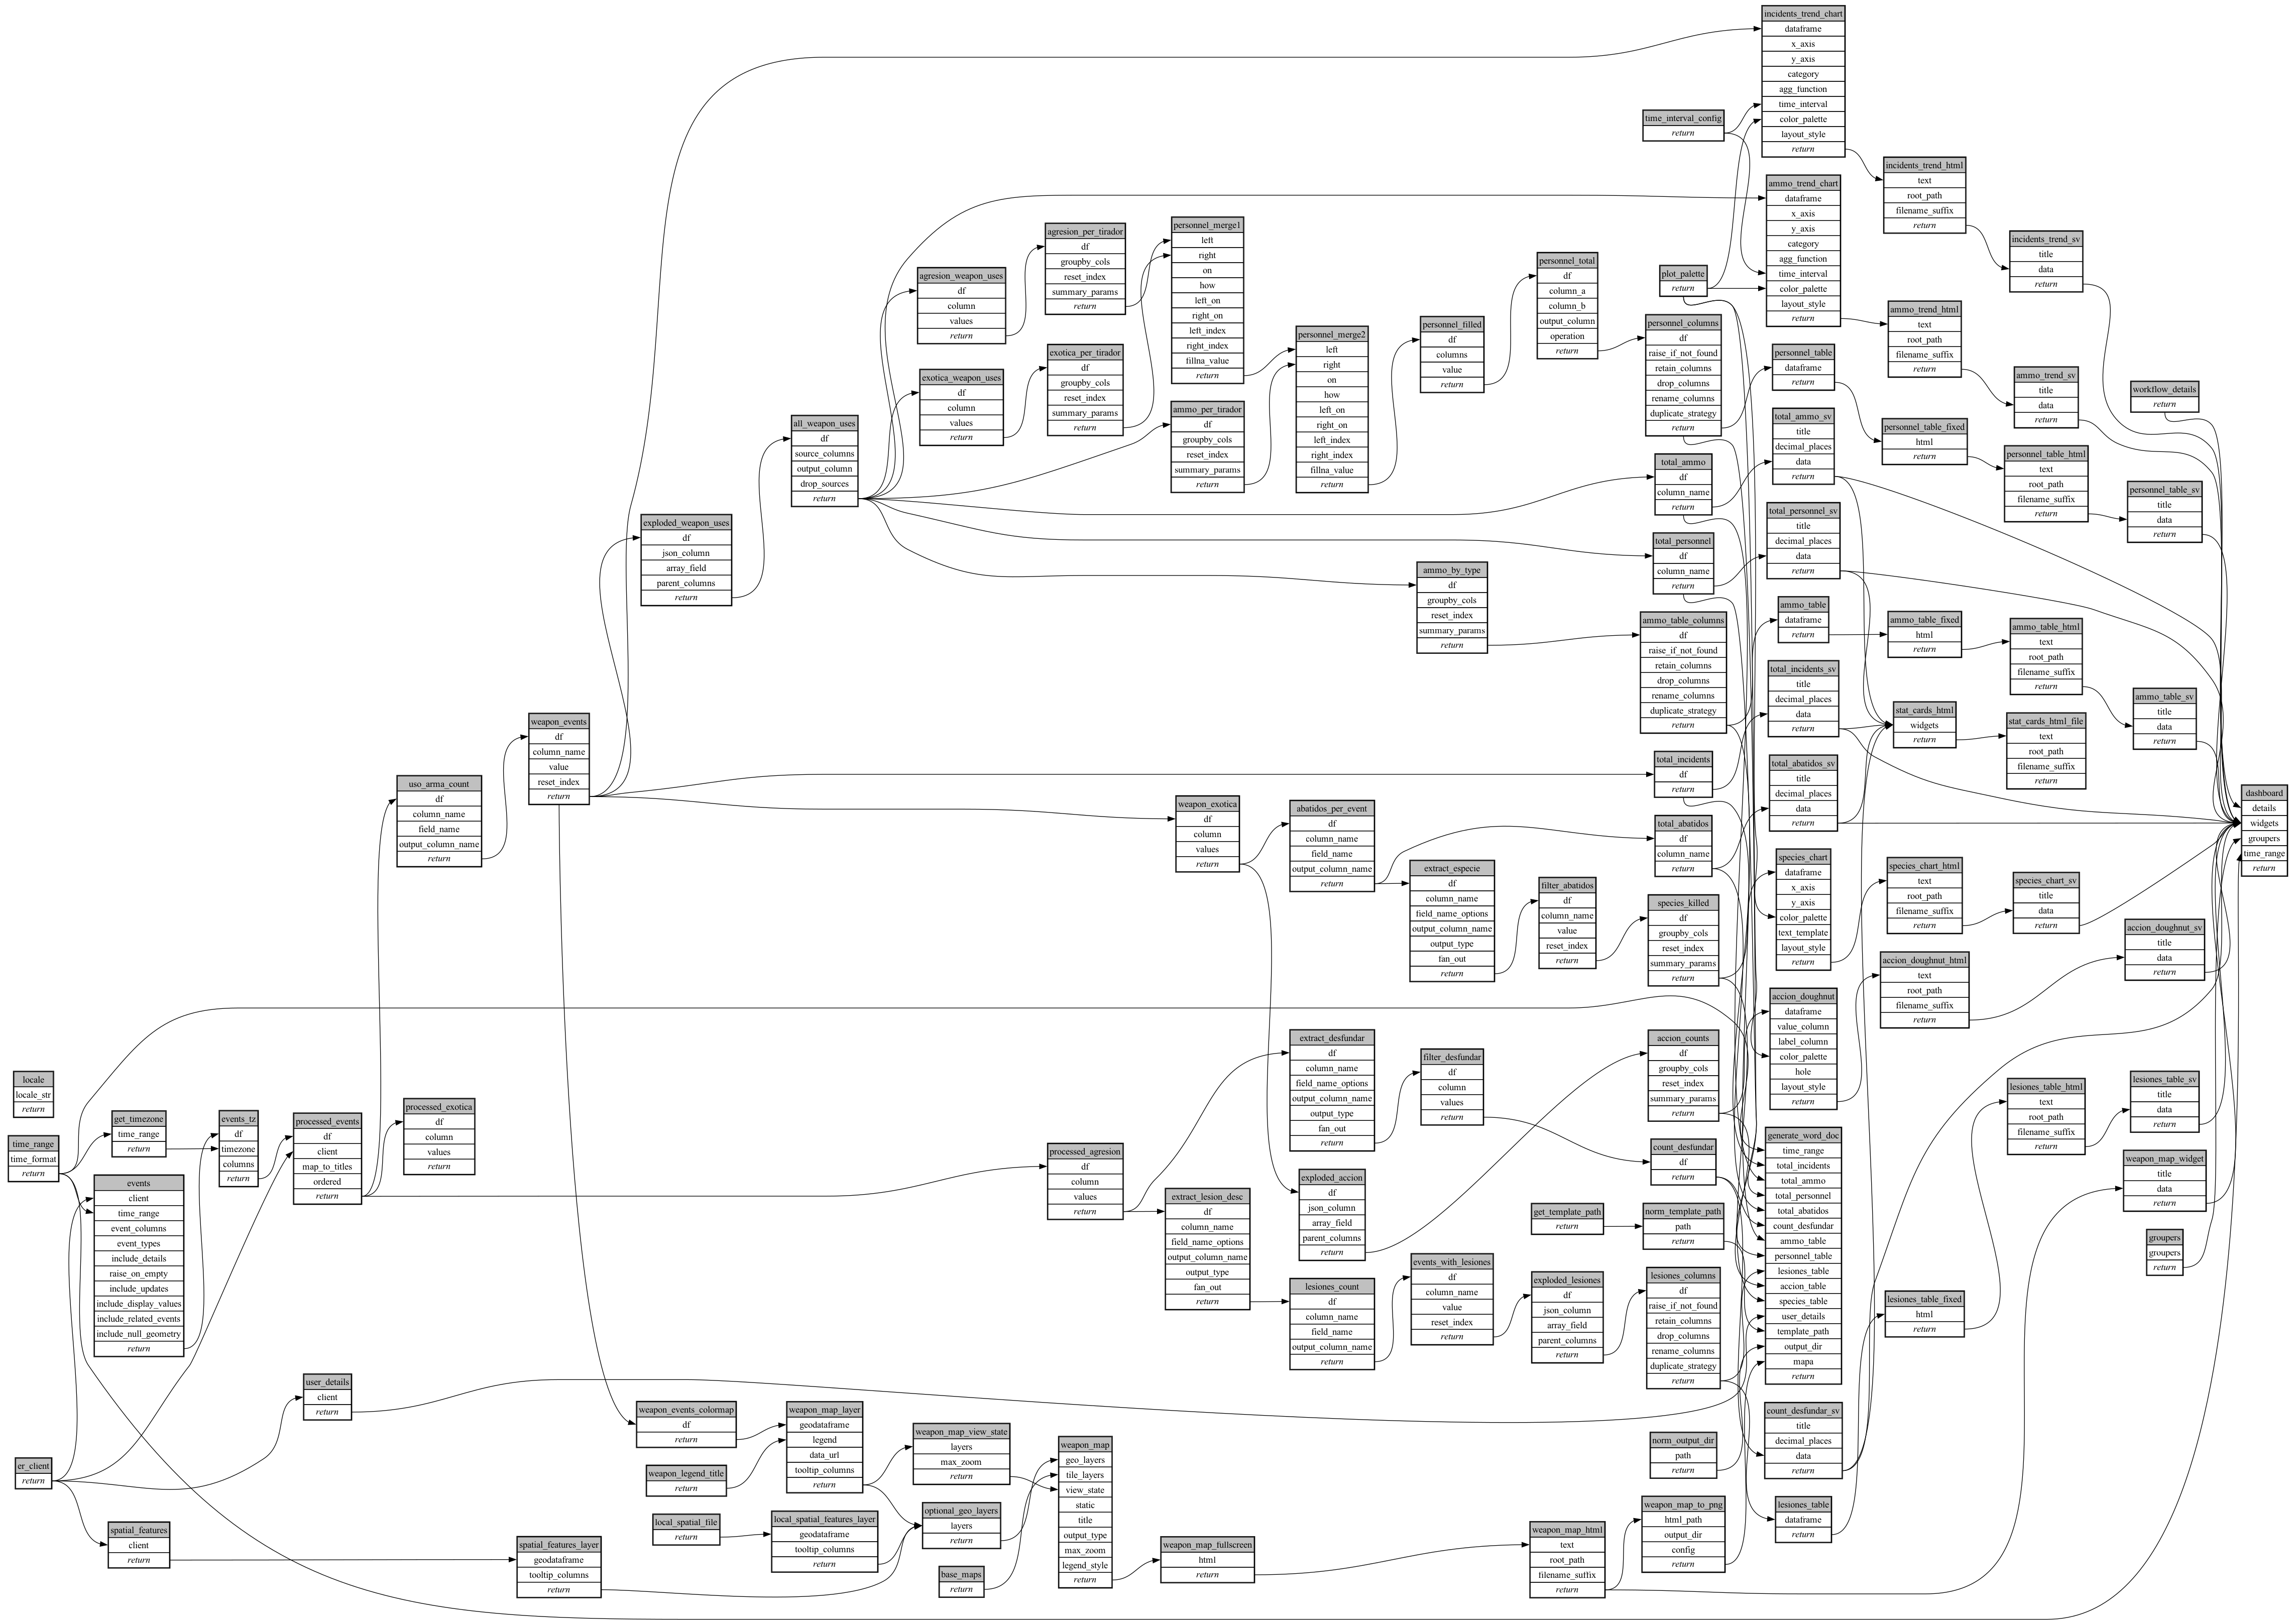 incidents_trend_chart
dataframe
x_axis
y_axis
category
agg_function
time_interval
color_palette
layout_style
return
time_interval_config
return
incidents_trend_html
text
root_path
filename_suffix
return
ammo_trend_chart
dataframe
x_axis
y_axis
category
agg_function
time_interval
color_palette
layout_style
return
incidents_trend_sv
title
data
return
agresion_per_tirador
df
groupby_cols
reset_index
summary_params
return
personnel_merge1
left
right
on
how
left_on
right_on
left_index
right_index
fillna_value
return
agresion_weapon_uses
df
column
values
return
personnel_total
df
column_a
column_b
output_column
operation
return
plot_palette
return
ammo_trend_html
text
root_path
filename_suffix
return
exotica_per_tirador
df
groupby_cols
reset_index
summary_params
return
personnel_merge2
left
right
on
how
left_on
right_on
left_index
right_index
fillna_value
return
personnel_filled
df
columns
value
return
personnel_columns
df
raise_if_not_found
retain_columns
drop_columns
rename_columns
duplicate_strategy
return
personnel_table
dataframe
return
exotica_weapon_uses
df
column
values
return
ammo_trend_sv
title
data
return
workflow_details
return
all_weapon_uses
df
source_columns
output_column
drop_sources
return
ammo_per_tirador
df
groupby_cols
reset_index
summary_params
return
total_ammo_sv
title
decimal_places
data
return
personnel_table_fixed
html
return
personnel_table_html
text
root_path
filename_suffix
return
total_ammo
df
column_name
return
personnel_table_sv
title
data
return
exploded_weapon_uses
df
json_column
array_field
parent_columns
return
total_personnel_sv
title
decimal_places
data
return
total_personnel
df
column_name
return
ammo_by_type
df
groupby_cols
reset_index
summary_params
return
ammo_table
dataframe
return
ammo_table_columns
df
raise_if_not_found
retain_columns
drop_columns
rename_columns
duplicate_strategy
return
ammo_table_fixed
html
return
ammo_table_html
text
root_path
filename_suffix
return
total_incidents_sv
title
decimal_places
data
return
ammo_table_sv
title
data
return
stat_cards_html
widgets
return
stat_cards_html_file
text
root_path
filename_suffix
return
weapon_events
df
column_name
value
reset_index
return
total_incidents
df
return
total_abatidos_sv
title
decimal_places
data
return
uso_arma_count
df
column_name
field_name
output_column_name
return
dashboard
details
widgets
groupers
time_range
return
weapon_exotica
df
column
values
return
abatidos_per_event
df
column_name
field_name
output_column_name
return
total_abatidos
df
column_name
return
species_chart
dataframe
x_axis
y_axis
color_palette
text_template
layout_style
return
species_chart_html
text
root_path
filename_suffix
return
extract_especie
df
column_name
field_name_options
output_column_name
output_type
fan_out
return
filter_abatidos
df
column_name
value
reset_index
return
species_killed
df
groupby_cols
reset_index
summary_params
return
species_chart_sv
title
data
return
accion_doughnut_sv
title
data
return
accion_doughnut_html
text
root_path
filename_suffix
return
accion_doughnut
dataframe
value_column
label_column
color_palette
hole
layout_style
return
extract_desfundar
df
column_name
field_name_options
output_column_name
output_type
fan_out
return
filter_desfundar
df
column
values
return
accion_counts
df
groupby_cols
reset_index
summary_params
return
locale
locale_str
return
lesiones_table_html
text
root_path
filename_suffix
return
lesiones_table_sv
title
data
return
processed_exotica
df
column
values
return
get_timezone
time_range
return
events_tz
df
timezone
columns
return
processed_events
df
client
map_to_titles
ordered
return
time_range
time_format
return
generate_word_doc
time_range
total_incidents
total_ammo
total_personnel
total_abatidos
count_desfundar
ammo_table
personnel_table
lesiones_table
accion_table
species_table
user_details
template_path
output_dir
mapa
return
count_desfundar
df
return
processed_agresion
df
column
values
return
weapon_map_widget
title
data
return
events
client
time_range
event_columns
event_types
include_details
raise_on_empty
include_updates
include_display_values
include_related_events
include_null_geometry
return
exploded_accion
df
json_column
array_field
parent_columns
return
extract_lesion_desc
df
column_name
field_name_options
output_column_name
output_type
fan_out
return
get_template_path
return
norm_template_path
path
return
groupers
groupers
return
events_with_lesiones
df
column_name
value
reset_index
return
lesiones_columns
df
raise_if_not_found
retain_columns
drop_columns
rename_columns
duplicate_strategy
return
lesiones_count
df
column_name
field_name
output_column_name
return
exploded_lesiones
df
json_column
array_field
parent_columns
return
lesiones_table_fixed
html
return
user_details
client
return
weapon_events_colormap
df
return
weapon_map_layer
geodataframe
legend
data_url
tooltip_columns
return
count_desfundar_sv
title
decimal_places
data
return
weapon_map_view_state
layers
max_zoom
return
norm_output_dir
path
return
weapon_map
geo_layers
tile_layers
view_state
static
title
output_type
max_zoom
legend_style
return
er_client
return
weapon_legend_title
return
lesiones_table
dataframe
return
weapon_map_to_png
html_path
output_dir
config
return
optional_geo_layers
layers
return
local_spatial_file
return
local_spatial_features_layer
geodataframe
tooltip_columns
return
spatial_features
client
return
weapon_map_html
text
root_path
filename_suffix
return
spatial_features_layer
geodataframe
tooltip_columns
return
weapon_map_fullscreen
html
return
base_maps
return